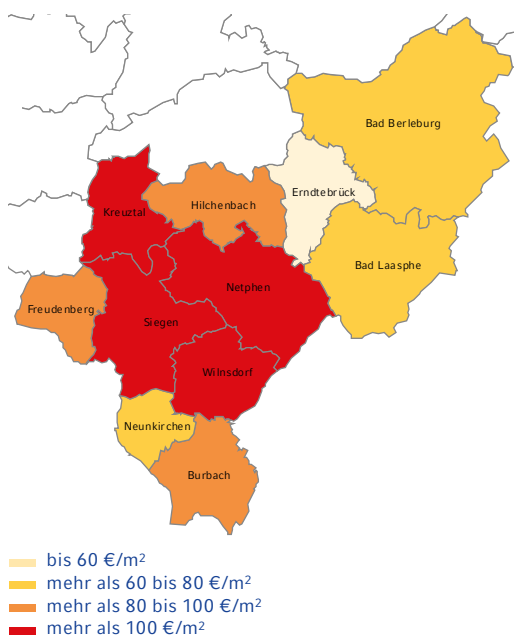 Bad Berleburg
Erndtebrück
Hilchenbach
Kreuztal
Bad Laasphe
Netphen
Freudenberg
Siegen
Wilnsdorf
Neunkirchen
Burbach
bis 60 €/m²
mehr als 60 bis 80 €/m²
mehr als 80 bis 100 €/m²
mehr als 100 €/m²